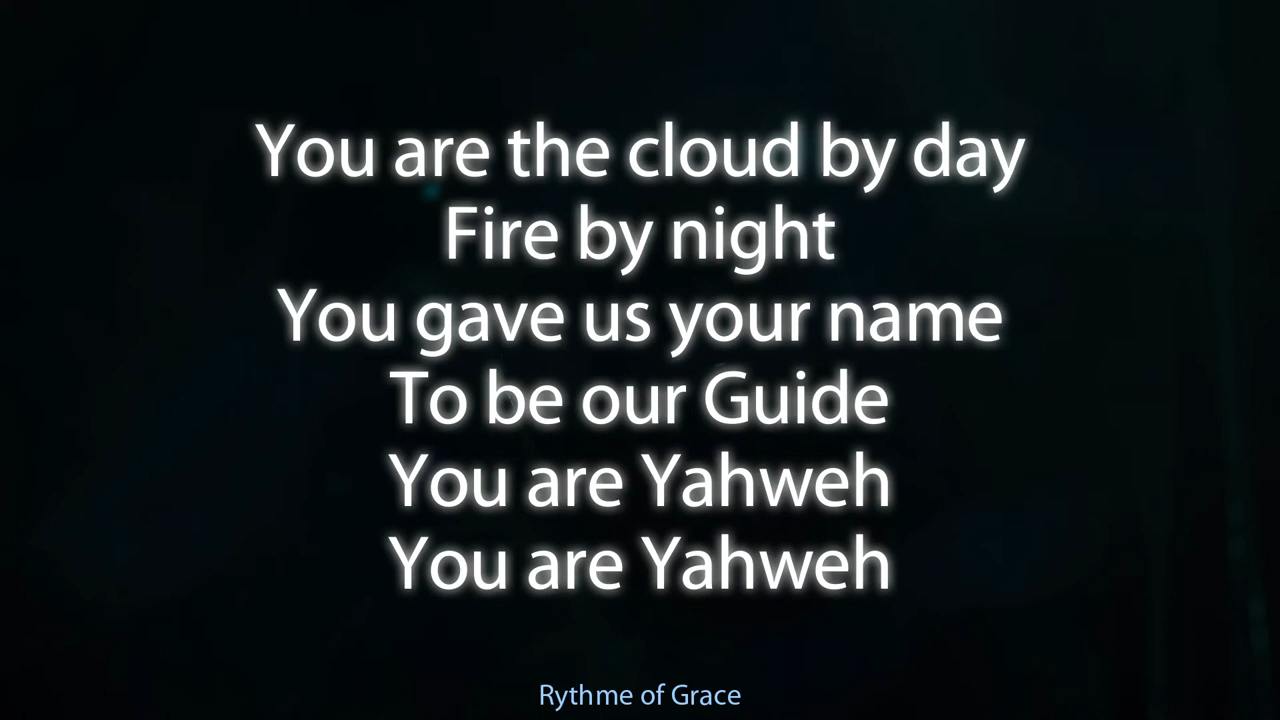 You are the cloud by day
Fire by night
You gave us your name
To be our Guide
You are Yahweh
You are Yahweh
Rythme of Grace